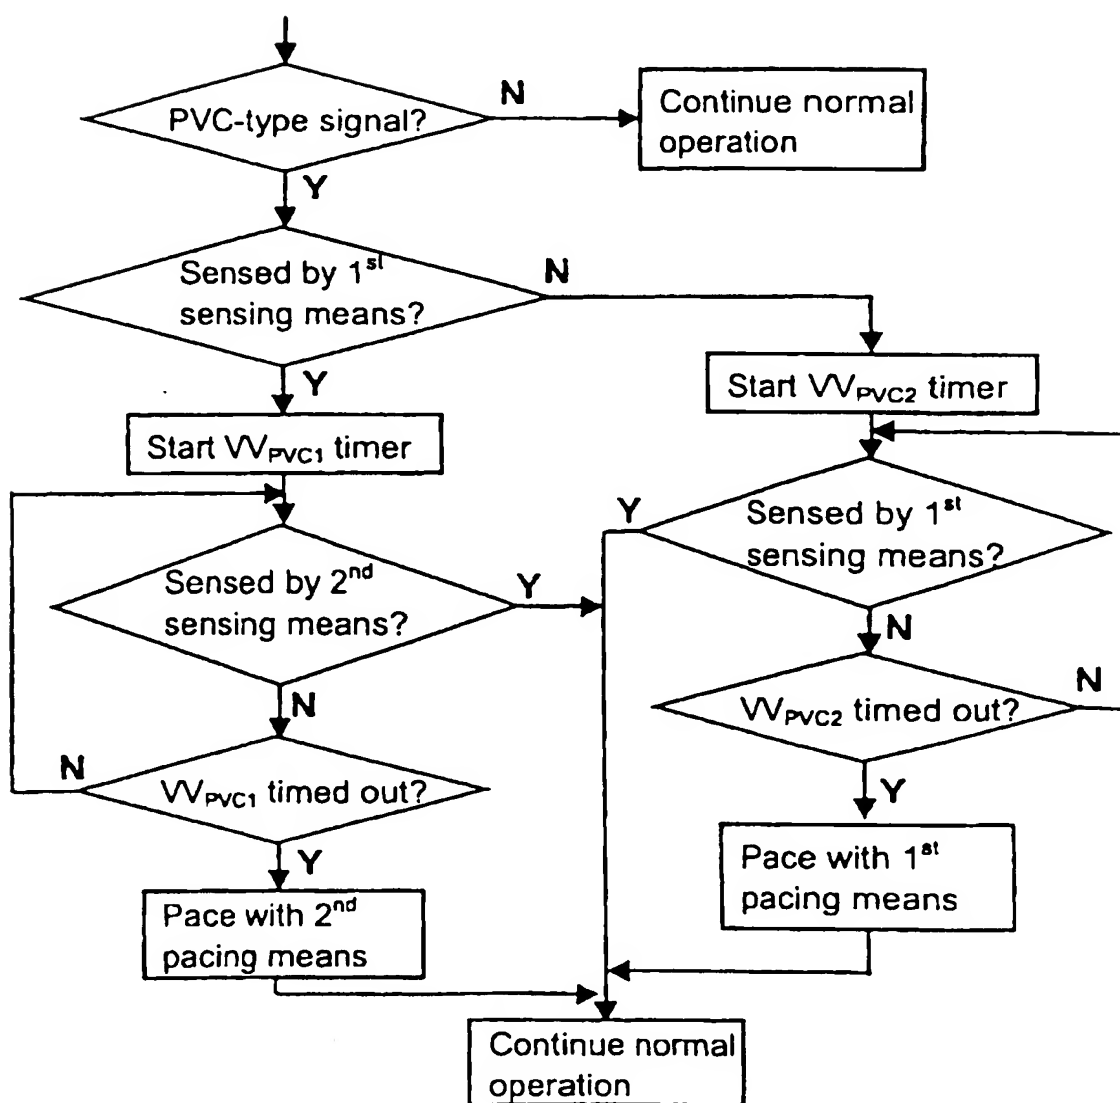 PVC-type signal?
N
Continue normal
operation
Y
Sensed by 1st
sensing means?
N
Y
Start VVPVC2 timer
Start VVPVC1 timer
Y
Sensed by 1st
sensing means?
Sensed by 2nd
sensing means?
Y
N
N
VVPVC2 timed out?
N
N
VVPVC1 timed out?
Y
Y
Pace with 1st
pacing means
Pace with 2nd
pacing means
Continue normal
operation